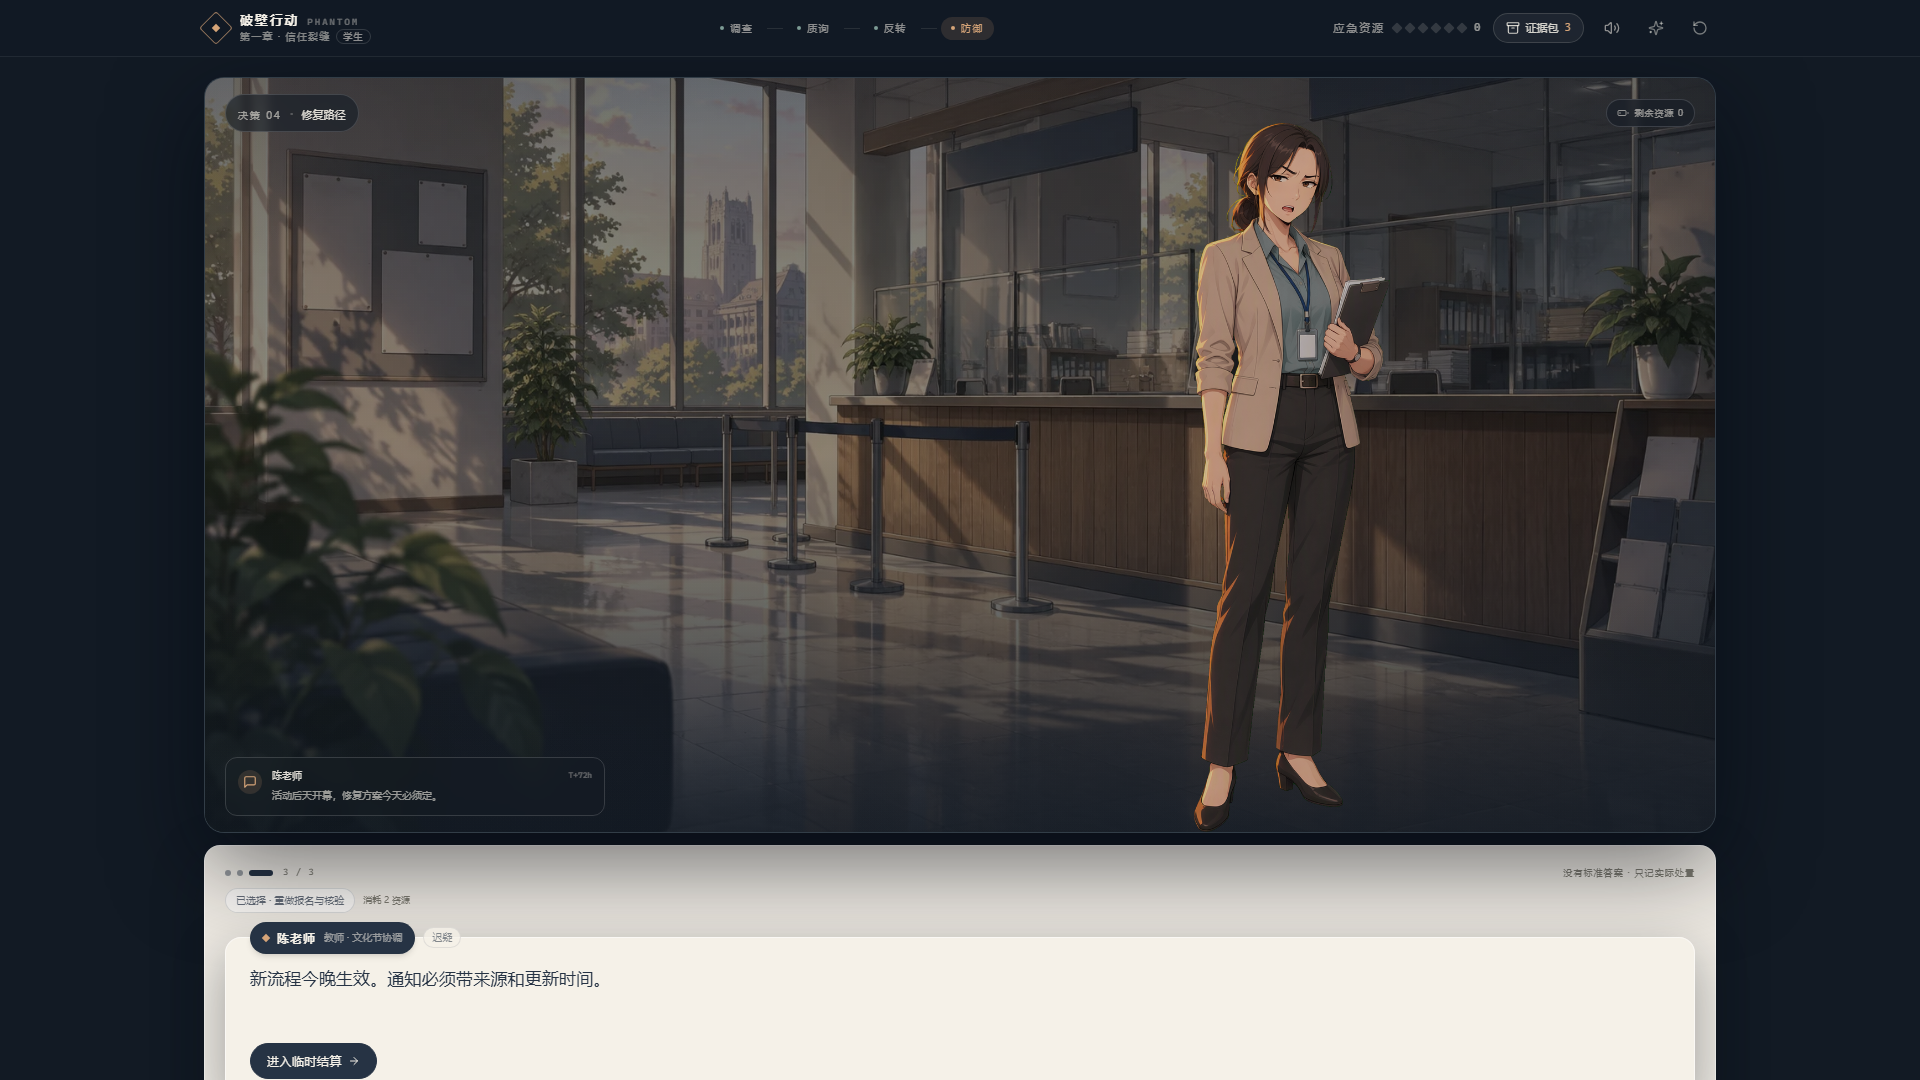 破壁行动 PHANTOM
第一章 · 信任裂缝 学生
调查
质询
反转
防御
应急资源 0
证据包 3
决策 04 · 修复路径
剩余资源 0
陈老师 T+72h
活动后天开幕，修复方案今天必须定。
3 / 3
没有标准答案 · 只记实际处置
已选择 · 重做报名与核验 消耗 2 资源
陈老师 教师 · 文化节协调 迟疑
新流程今晚生效。通知必须带来源和更新时间。
进入临时结算 →